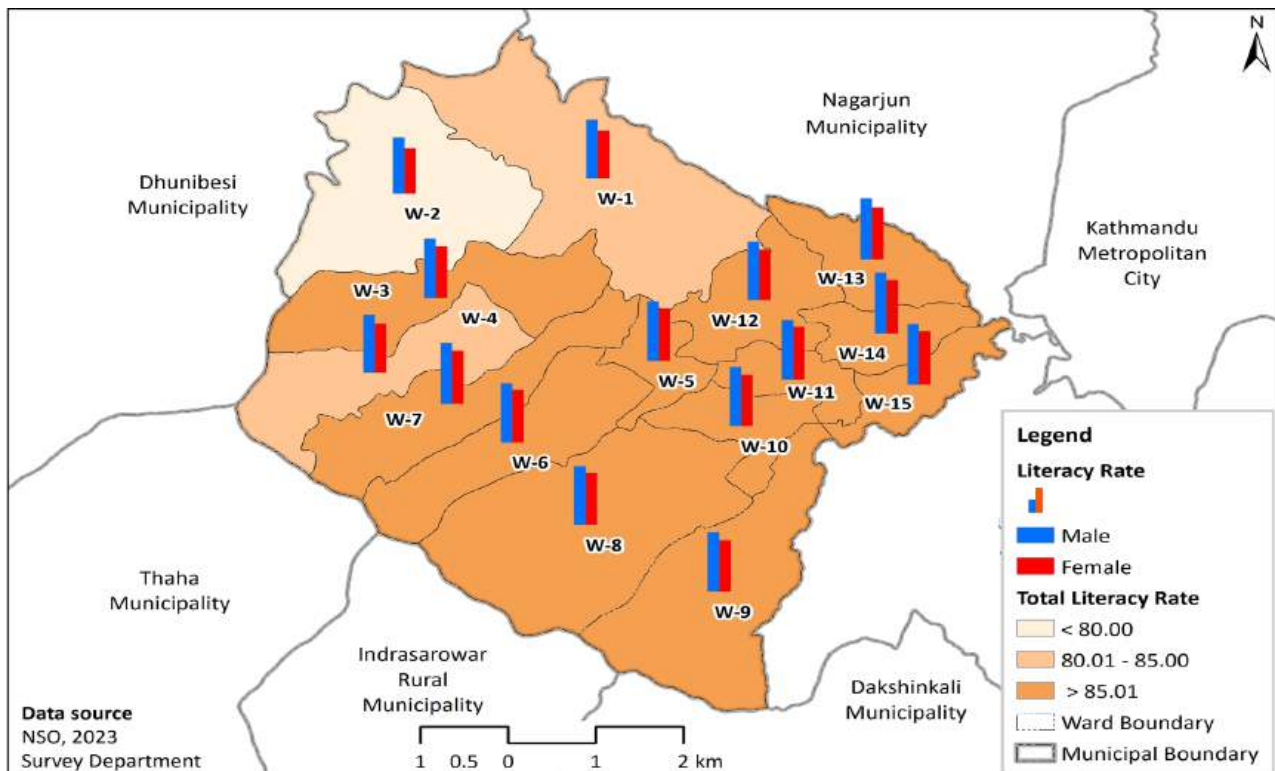 N
Nagarjun
Municipality
Dhunibesi
Municipality
Kathmandu
Metropolitan
City
W-1
W-2
W-13
W-3
W-12
W-4
W-14
W-5
W-11
W-15
W-7
W-10
W-6
W-8
W-9
Thaha
Municipality
Indrasarowar
Rural
Municipality
Dakshinkali
Municipality
Legend
Literacy Rate
Male
Female
Total Literacy Rate
< 80.00
80.01 - 85.00
> 85.01
Ward Boundary
Municipal Boundary
Data source
NSO, 2023
Survey Department
1 0.5 0 1 2 km